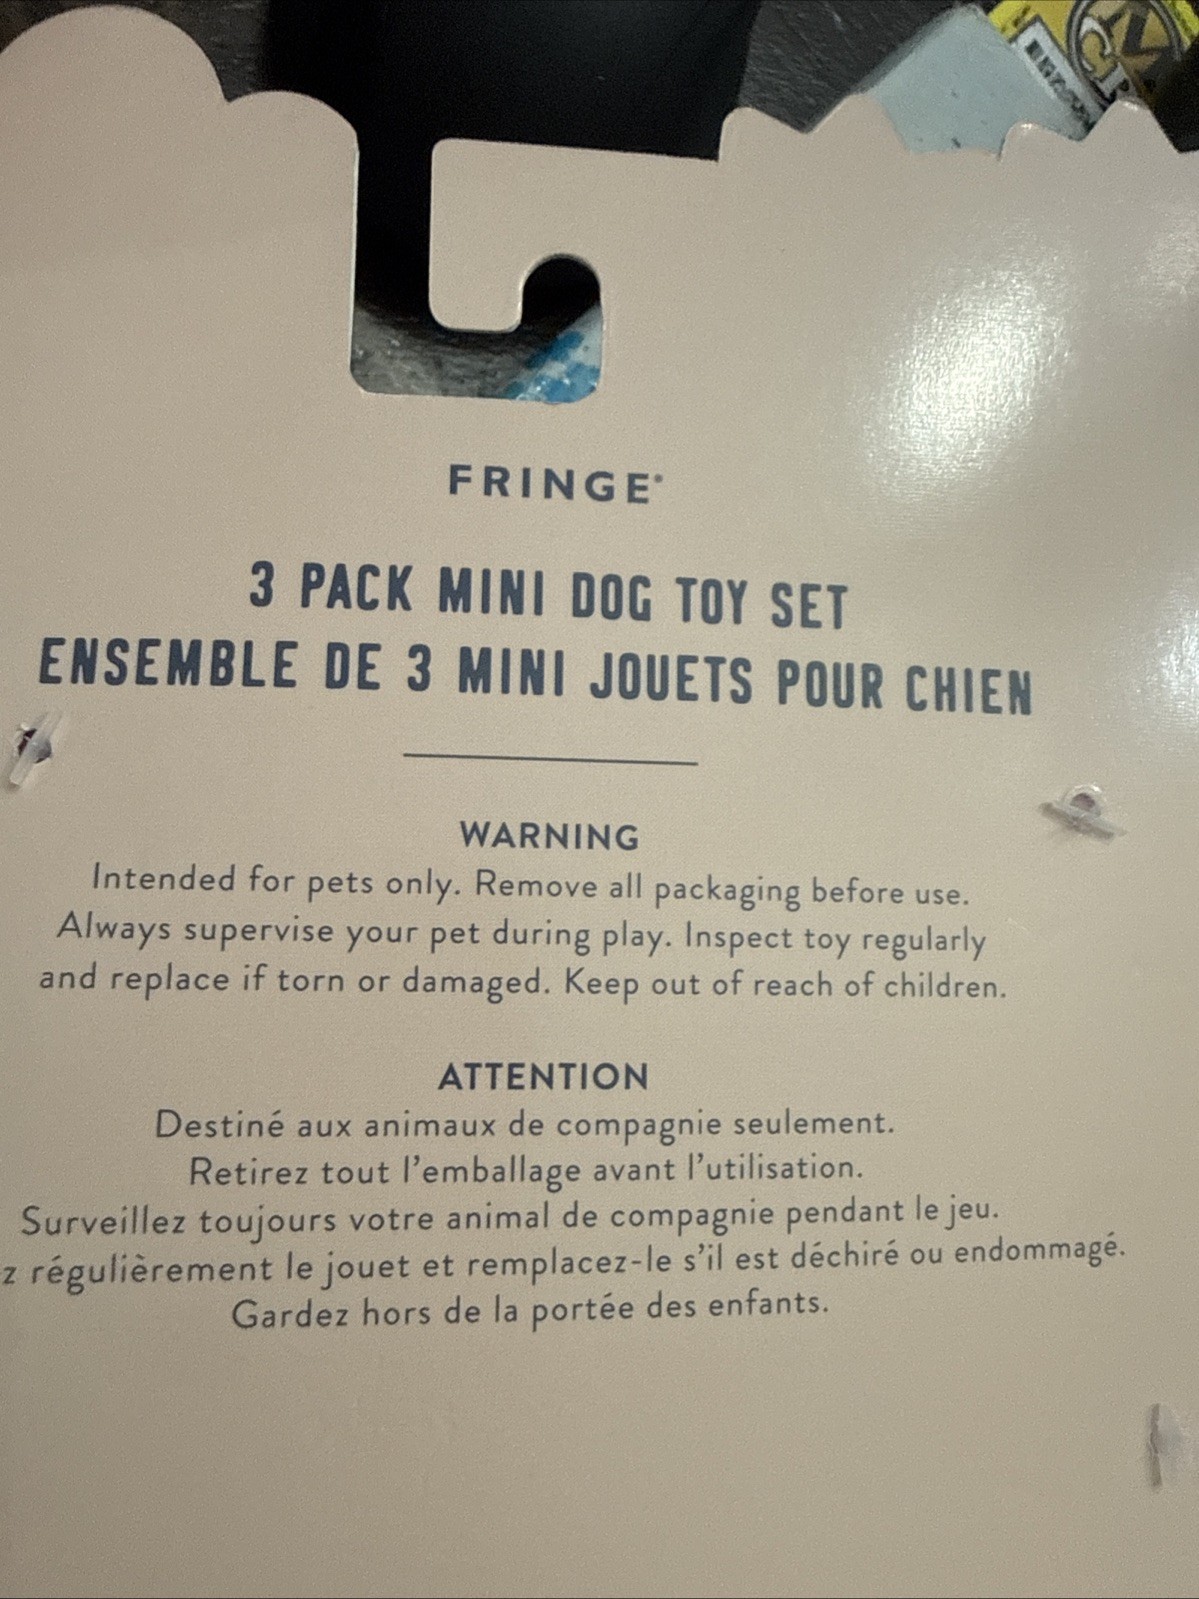 FRINGE®
3 PACK MINI DOG TOY SET
ENSEMBLE DE 3 MINI JOUETS POUR CHIEN
WARNING
Intended for pets only. Remove all packaging before use.
Always supervise your pet during play. Inspect toy regularly
and replace if torn or damaged. Keep out of reach of children.
ATTENTION
Destiné aux animaux de compagnie seulement.
Retirez tout l'emballage avant l'utilisation.
Surveillez toujours votre animal de compagnie pendant le jeu.
z régulièrement le jouet et remplacez-le s'il est déchiré ou endommagé.
Gardez hors de la portée des enfants.